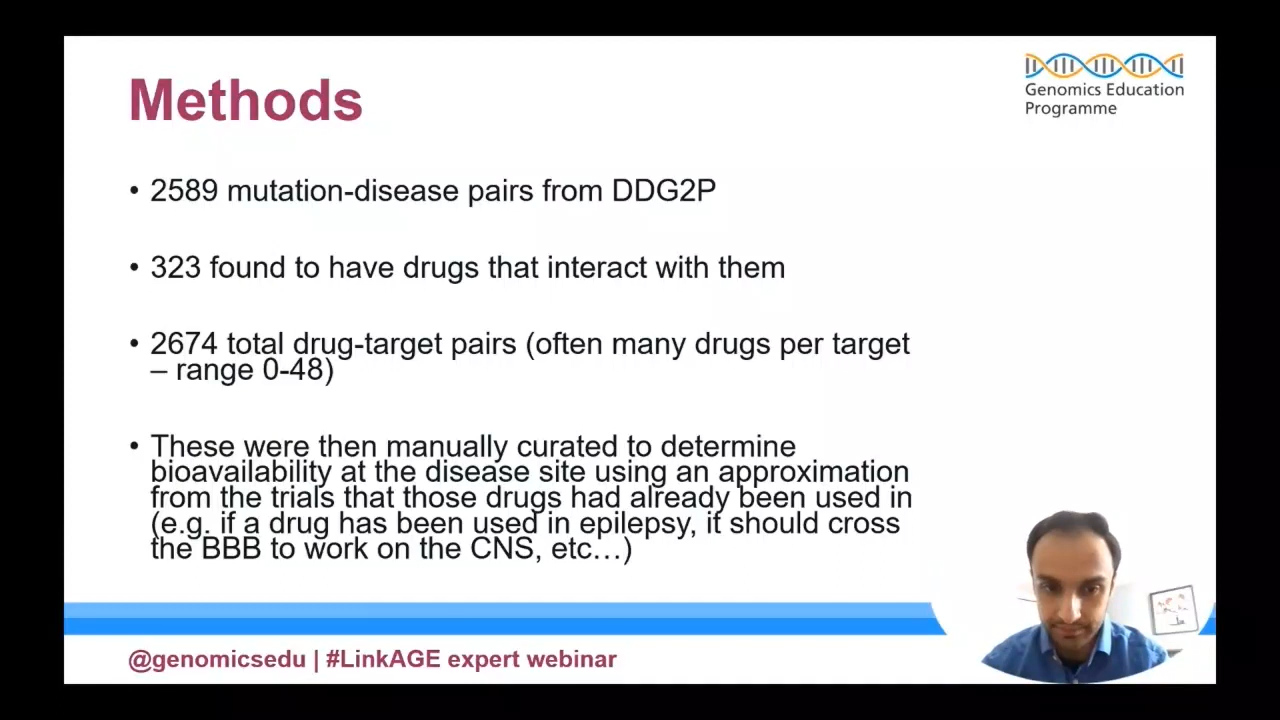 Methods
Genomics Education
Programme
• 2589 mutation-disease pairs from DDG2P
• 323 found to have drugs that interact with them
• 2674 total drug-target pairs (often many drugs per target
– range 0-48)
• These were then manually curated to determine
bioavailability at the disease site using an approximation
from the trials that those drugs had already been used in
(e.g. if a drug has been used in epilepsy, it should cross
the BBB to work on the CNS, etc…)
@genomicsedu | #LinkAGE expert webinar